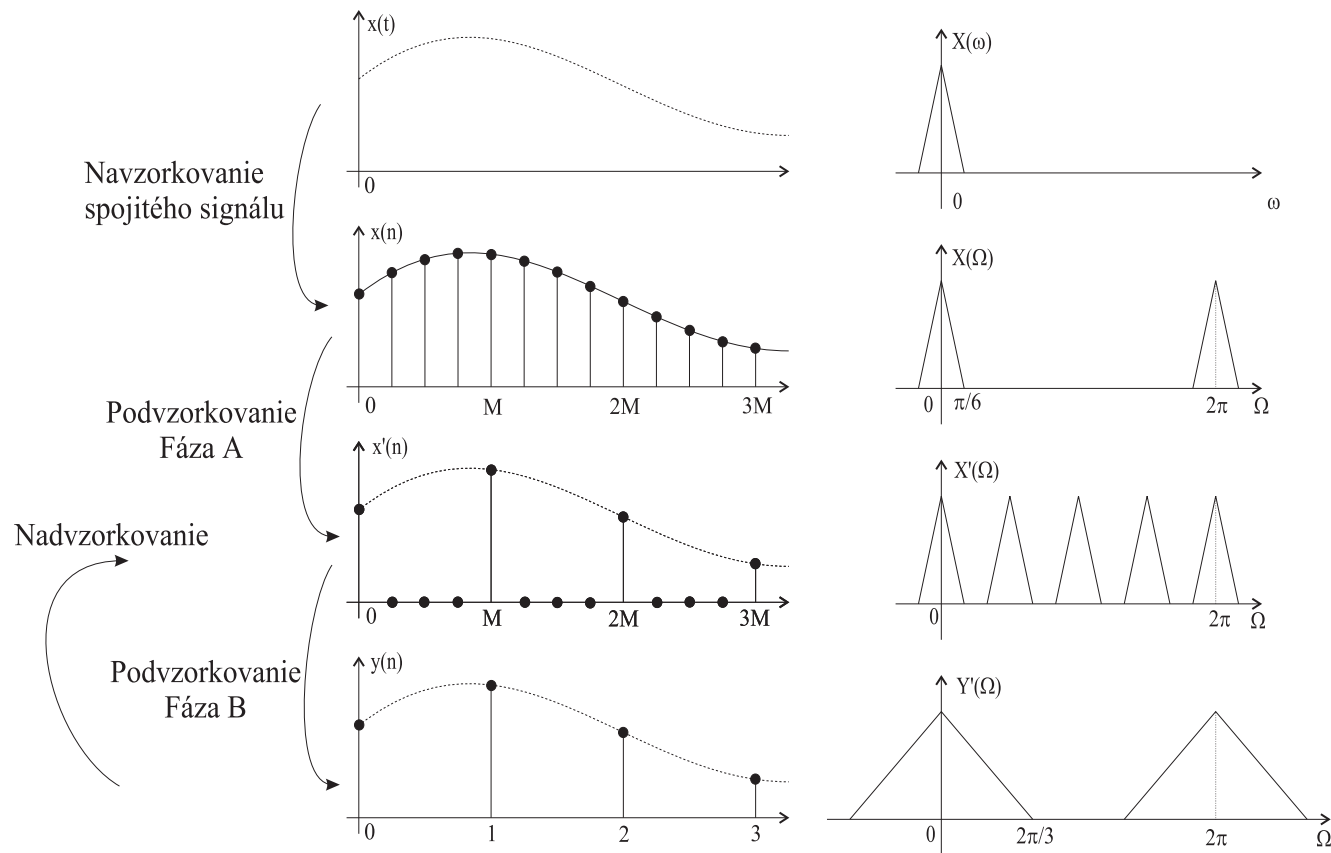 x(t)
X(ω)
0
0
ω
Navzorkovanie
spojitého signálu
x(n)
X(Ω)
0
M
2M
3M
0
π/6
2π
Ω
Podvzorkovanie
Fáza A
x'(n)
X'(Ω)
Nadvzorkovanie
0
M
2M
3M
0
2π
Ω
Podvzorkovanie
Fáza B
y(n)
Y'(Ω)
0
1
2
3
0
2π/3
2π
Ω